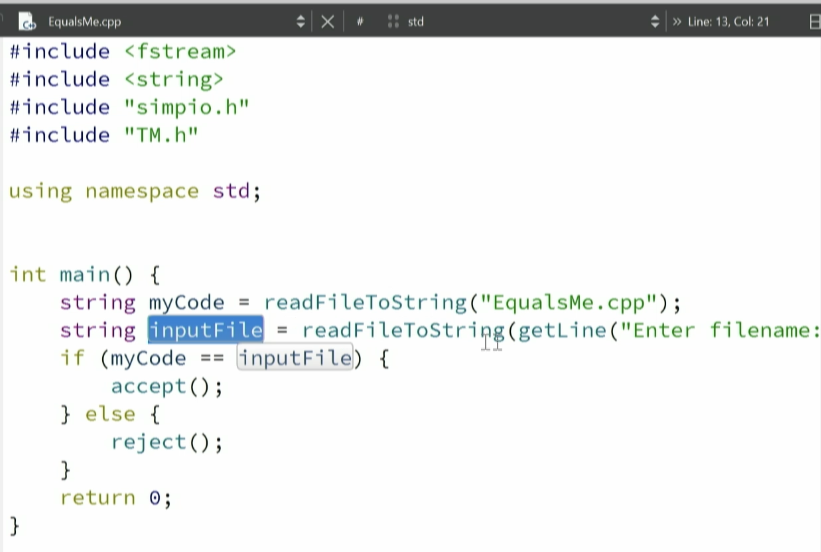 EqualsMe.cpp # std » Line: 13, Col: 21
#include <fstream>
#include <string>
#include "simpio.h"
#include "TM.h"
using namespace std;
int main() {
string myCode = readFileToString("EqualsMe.cpp");
string inputFile = readFileToString(getLine("Enter filename:
if (myCode == inputFile) {
accept();
} else {
reject();
}
return 0;
}